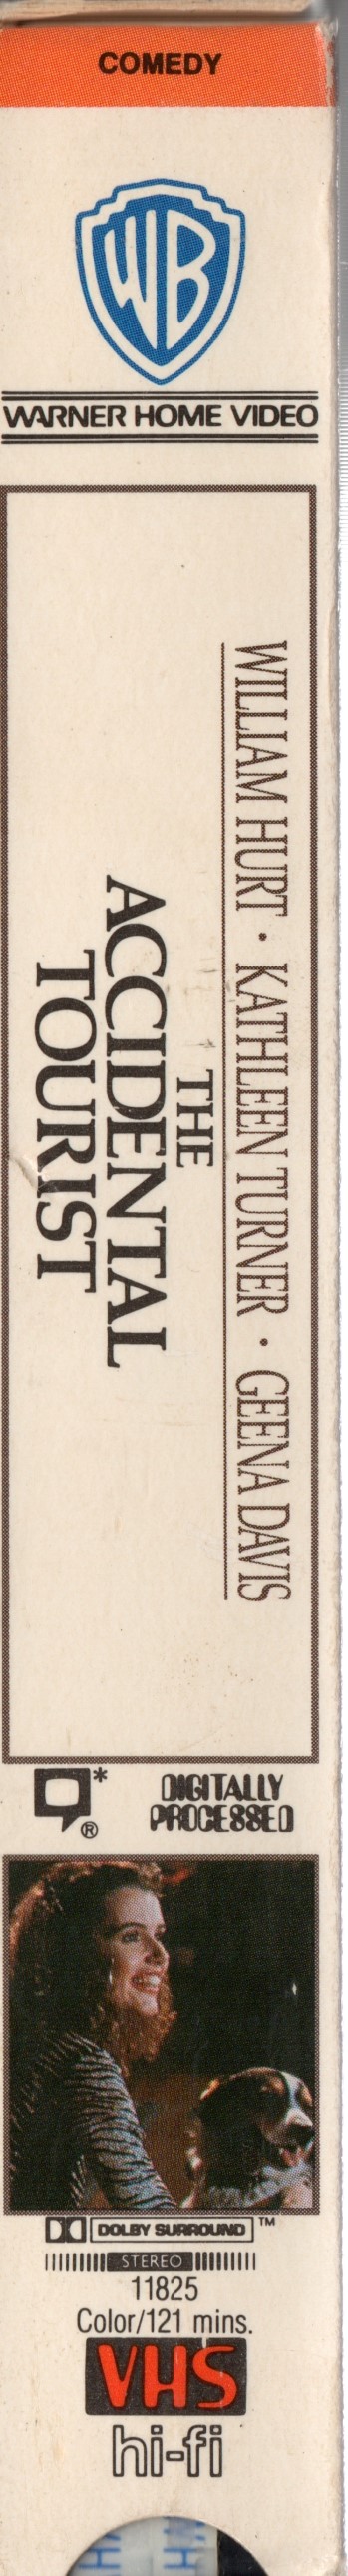 COMEDY
WB
WARNER HOME VIDEO
WILLIAM HURT · KATHLEEN TURNER · GEENA DAVIS
THE
ACCIDENTAL
TOURIST
*
®
DIGITALLY
PROCESSED
DOLBY SURROUND ™
STEREO
11825
Color/121 mins.
VHS
hi-fi